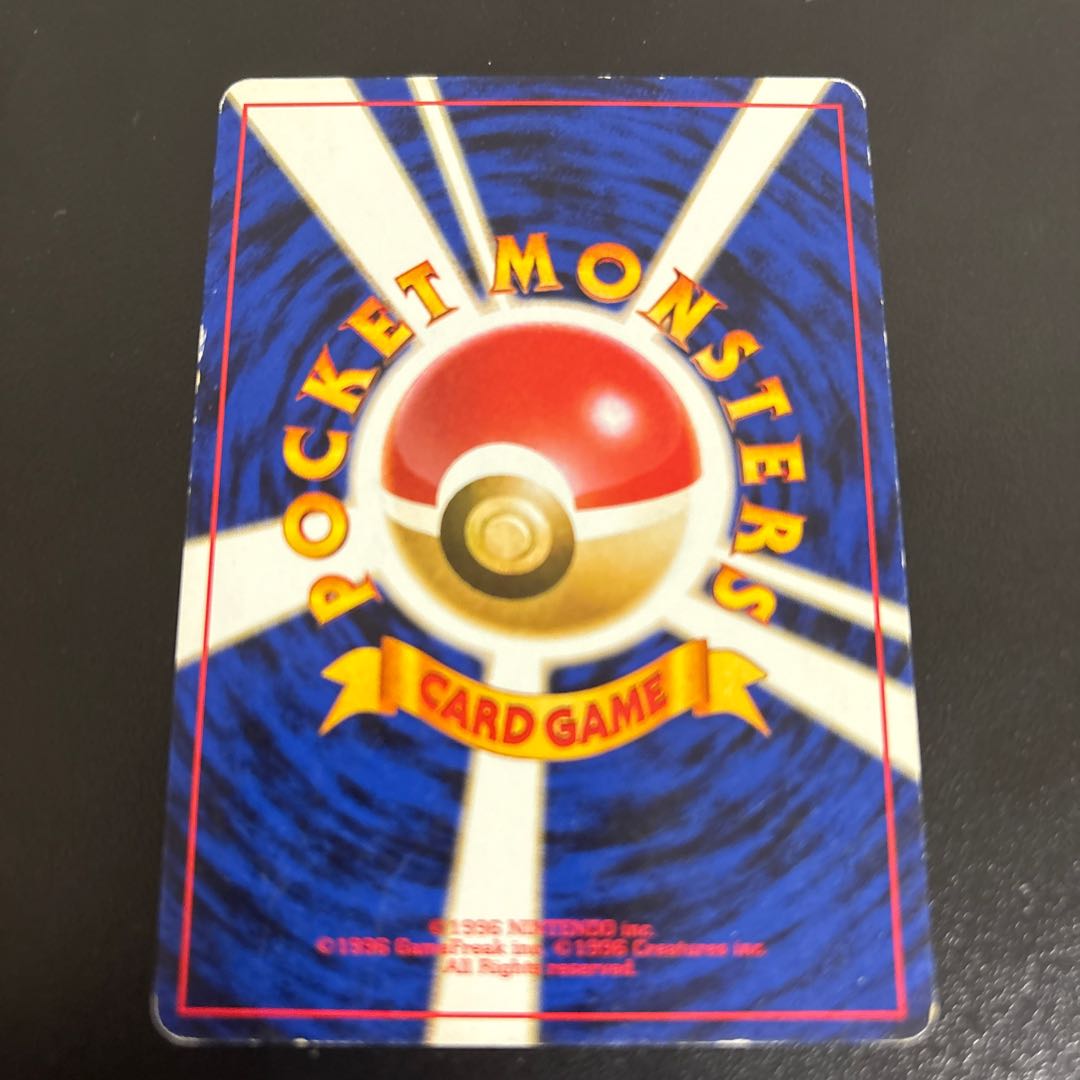 POCKET MONSTERS
CARD GAME
©1996 NINTENDO inc.
©1996 GameFreak inc. ©1996 Creatures inc.
All Rights reserved.